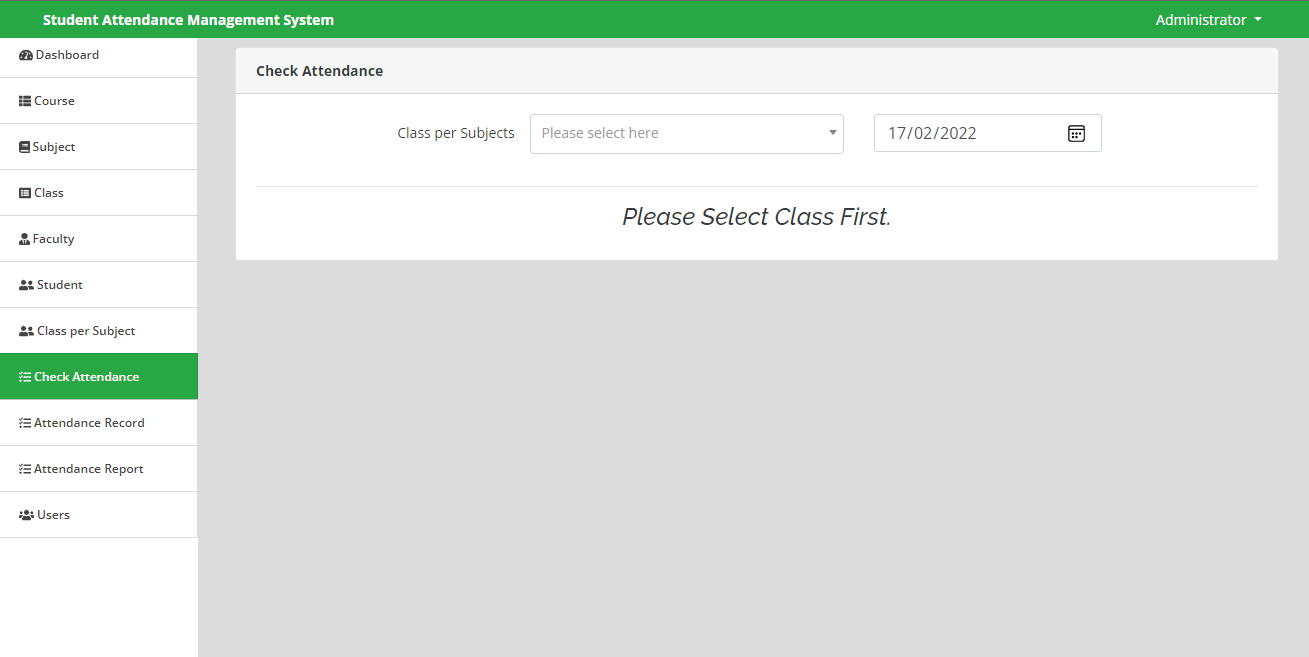 Student Attendance Management System
Administrator
Dashboard
Course
Subject
Class
Faculty
Student
Class per Subject
Check Attendance
Attendance Record
Attendance Report
Users
Check Attendance
Class per Subjects
Please select here
17/02/2022
Please Select Class First.